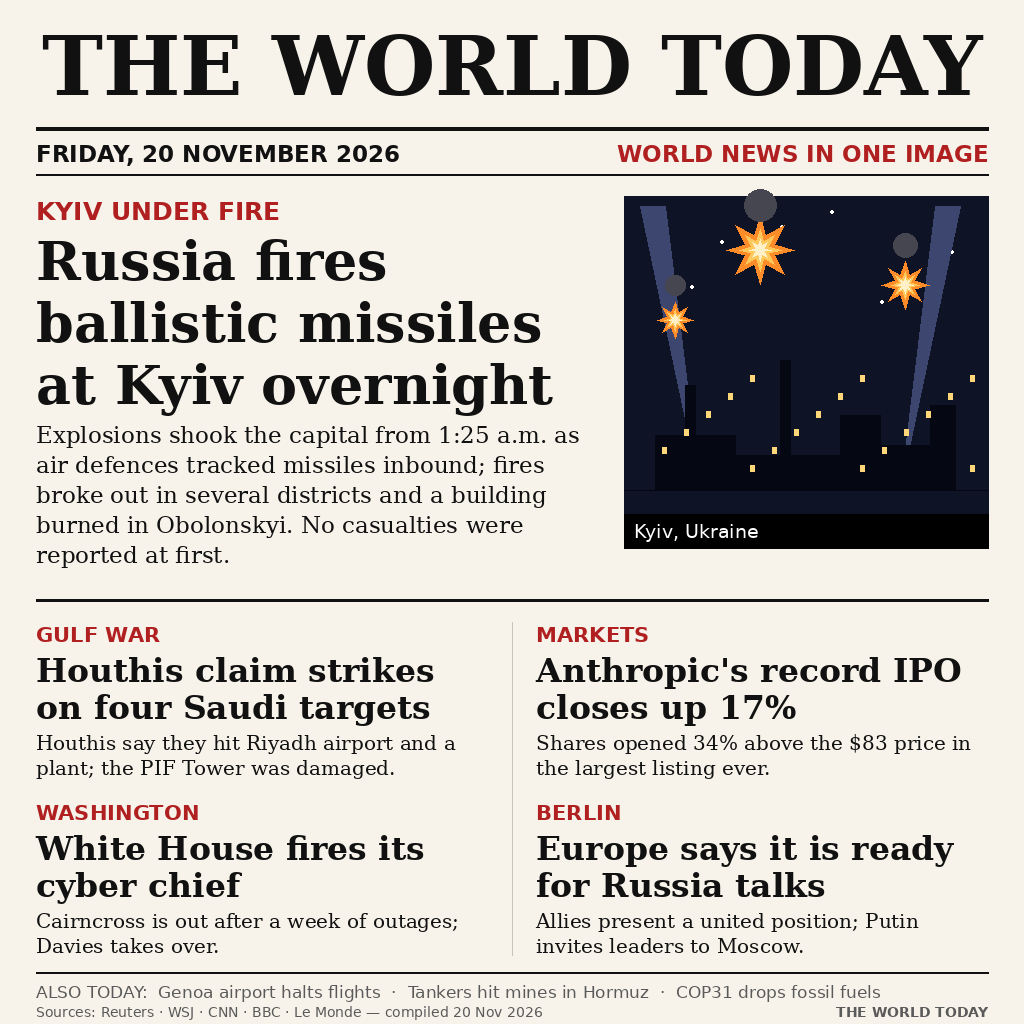 THE WORLD TODAY
FRIDAY, 20 NOVEMBER 2026
WORLD NEWS IN ONE IMAGE
KYIV UNDER FIRE
Russia fires
ballistic missiles
at Kyiv overnight
Explosions shook the capital from 1:25 a.m. as
air defences tracked missiles inbound; fires
broke out in several districts and a building
burned in Obolonskyi. No casualties were
reported at first.
Kyiv, Ukraine
GULF WAR
Houthis claim strikes
on four Saudi targets
Houthis say they hit Riyadh airport and a
plant; the PIF Tower was damaged.
MARKETS
Anthropic's record IPO
closes up 17%
Shares opened 34% above the $83 price in
the largest listing ever.
WASHINGTON
White House fires its
cyber chief
Cairncross is out after a week of outages;
Davies takes over.
BERLIN
Europe says it is ready
for Russia talks
Allies present a united position; Putin
invites leaders to Moscow.
ALSO TODAY:  Genoa airport halts flights  ·  Tankers hit mines in Hormuz  ·  COP31 drops fossil fuels
Sources: Reuters · WSJ · CNN · BBC · Le Monde — compiled 20 Nov 2026
THE WORLD TODAY